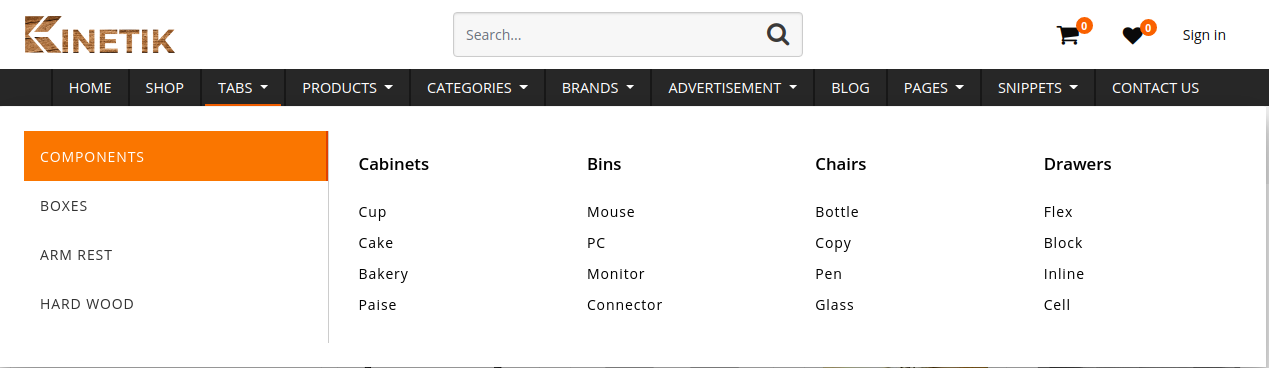 KINETIK
Search...
0
0
Sign in
HOME SHOP TABS PRODUCTS CATEGORIES BRANDS ADVERTISEMENT BLOG PAGES SNIPPETS CONTACT US
COMPONENTS
BOXES
ARM REST
HARD WOOD
Cabinets
Cup
Cake
Bakery
Paise
Bins
Mouse
PC
Monitor
Connector
Chairs
Bottle
Copy
Pen
Glass
Drawers
Flex
Block
Inline
Cell